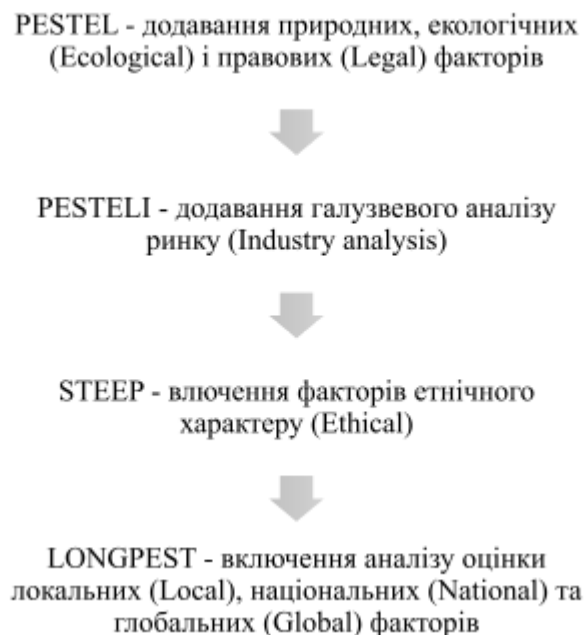 PESTEL - додавання природних, екологічних
(Ecological) і правових (Legal) факторів
PESTELI - додавання галузвевого аналізу
ринку (Industry analysis)
STEEP - влючення факторів етнічного
характеру (Ethical)
LONGPEST - включення аналізу оцінки
локальних (Local), національних (National) та
глобальних (Global) факторів